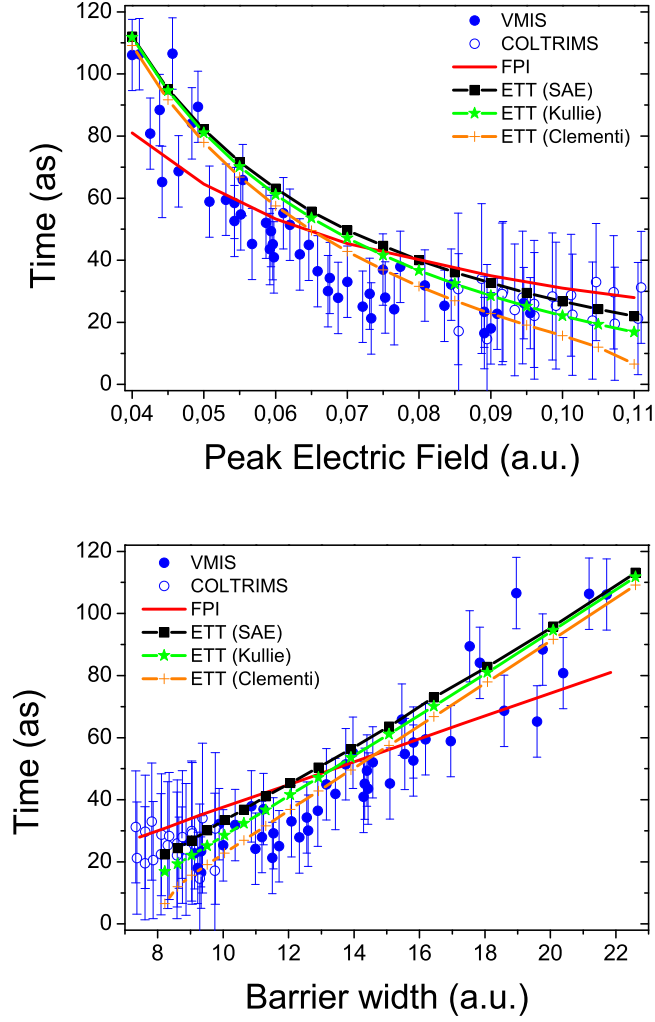 120
100
80
60
40
20
0
Time (as)
VMIS
COLTRIMS
FPI
ETT (SAE)
ETT (Kullie)
ETT (Clementi)
0,04 0,05 0,06 0,07 0,08 0,09 0,10 0,11
Peak Electric Field (a.u.)
120
100
80
60
40
20
0
Time (as)
VMIS
COLTRIMS
FPI
ETT (SAE)
ETT (Kullie)
ETT (Clementi)
8 10 12 14 16 18 20 22
Barrier width (a.u.)